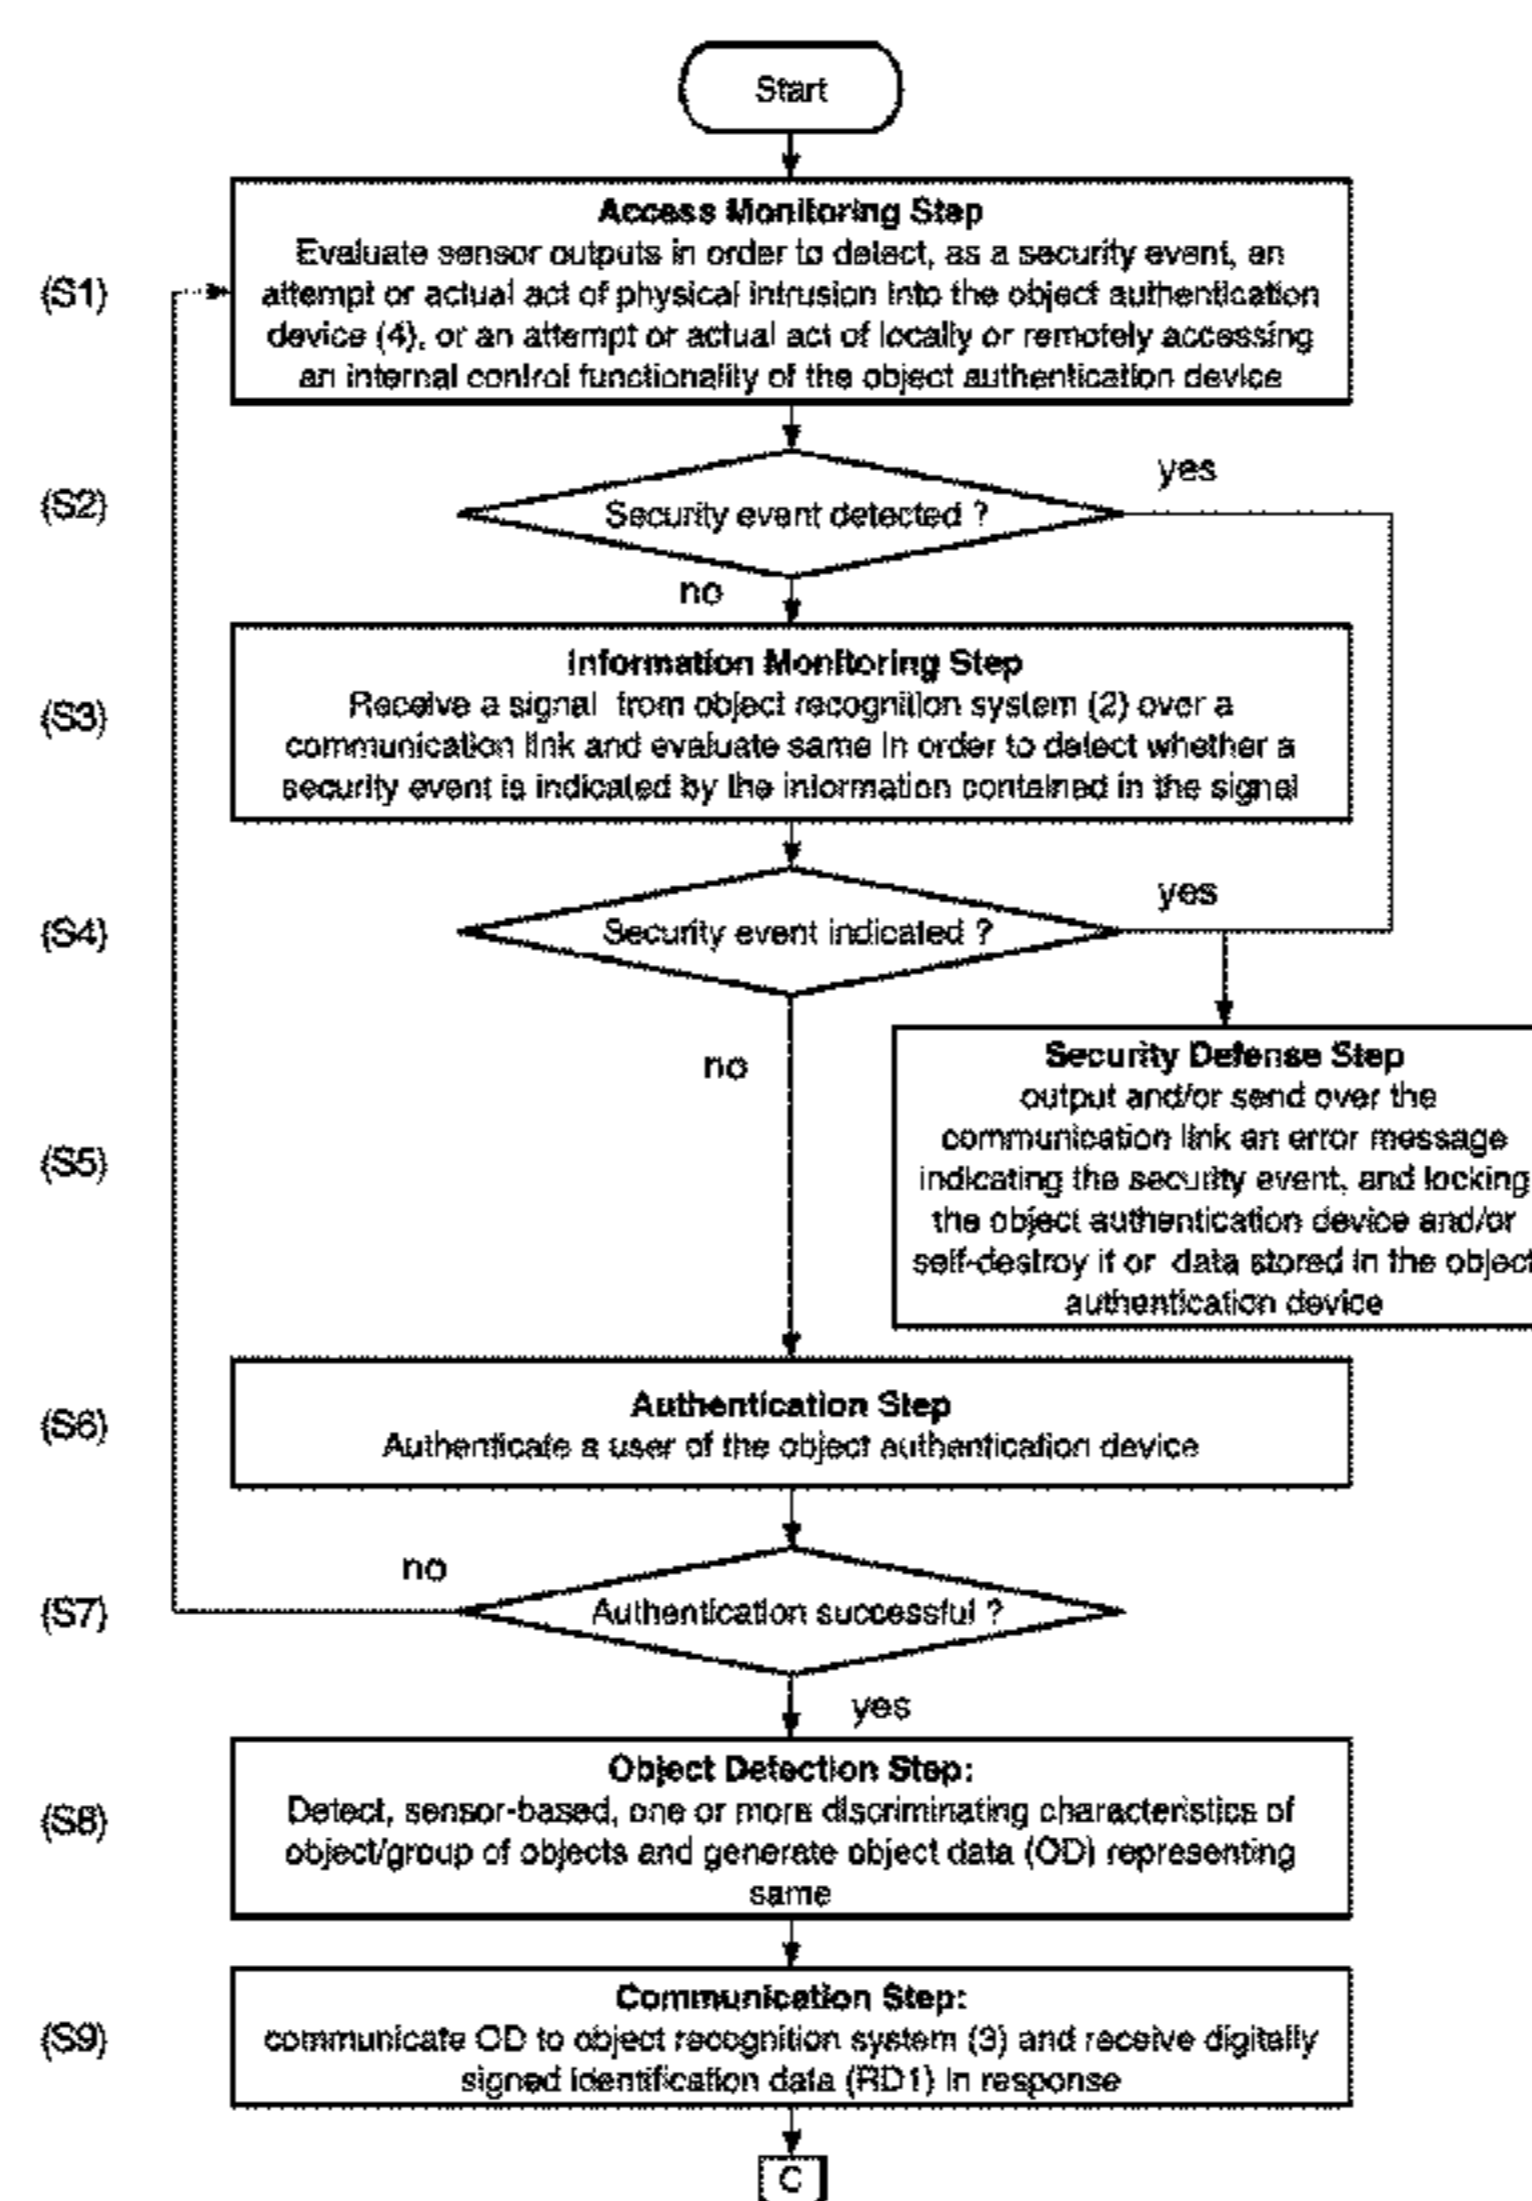 Start
Access Monitoring Step
(S1)
Evaluate sensor outputs in order to detect, as a security event, an
attempt or actual act of physical intrusion into the object authentication
device (4), or an attempt or actual act of locally or remotely accessing
an internal control functionality of the object authentication device
(S2)
Security event detected ?
yes
no
Information Monitoring Step
(S3)
Receive a signal from object recognition system (2) over a
communication link and evaluate same in order to detect whether a
security event is indicated by the information contained in the signal
(S4)
Security event indicated ?
yes
no
(S5)
Security Defense Step
output and/or send over the
communication link an error message
indicating the security event, and locking
the object authentication device and/or
self-destroy it or data stored in the object
authentication device
(S6)
Authentication Step
Authenticate a user of the object authentication device
(S7)
no
Authentication successful ?
yes
Object Detection Step:
(S8)
Detect, sensor-based, one or more discriminating characteristics of
object/group of objects and generate object data (OD) representing
same
Communication Step:
(S9)
communicate OD to object recognition system (3) and receive digitally
signed identification data (RD1) in response
C